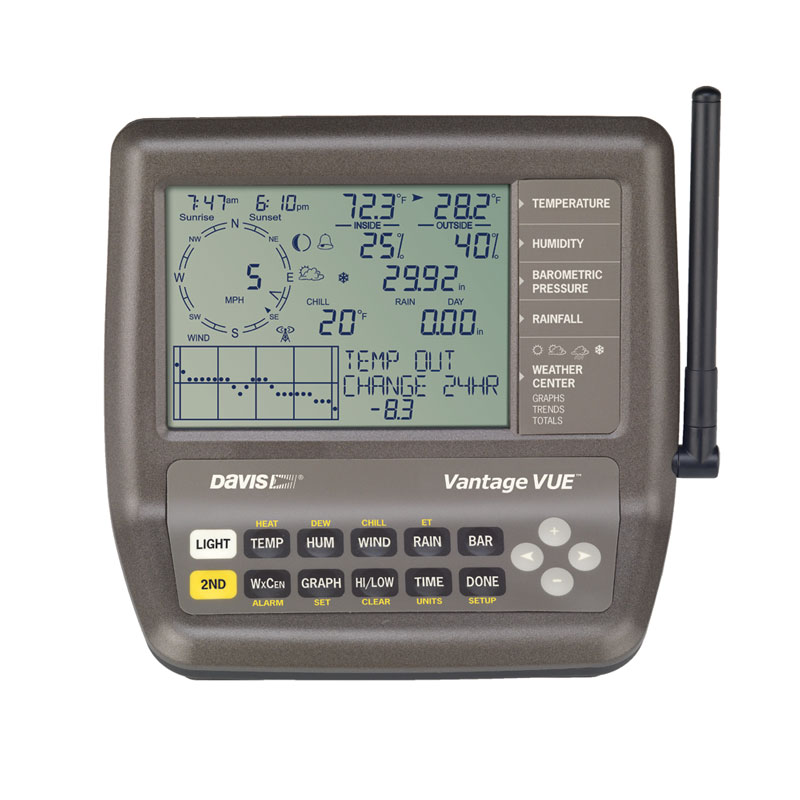 7:47am 6:10pm 72.3°F 28.2°F
Sunrise Sunset INSIDE OUTSIDE
TEMPERATURE
N
NW NE
25% 40%
HUMIDITY
W E
5
MPH
29.92 in
BAROMETRIC
PRESSURE
SW SE
S
WIND
CHILL RAIN DAY
20°F 0.00 in
RAINFALL
TEMP OUT
CHANGE 24HR
-8.3
WEATHER
CENTER
GRAPHS
TRENDS
TOTALS
DAVIS® Vantage VUE™
HEAT DEW CHILL ET
LIGHT TEMP HUM WIND RAIN BAR
+
2ND WxCEN GRAPH HI/LOW TIME DONE
-
ALARM SET CLEAR UNITS SETUP